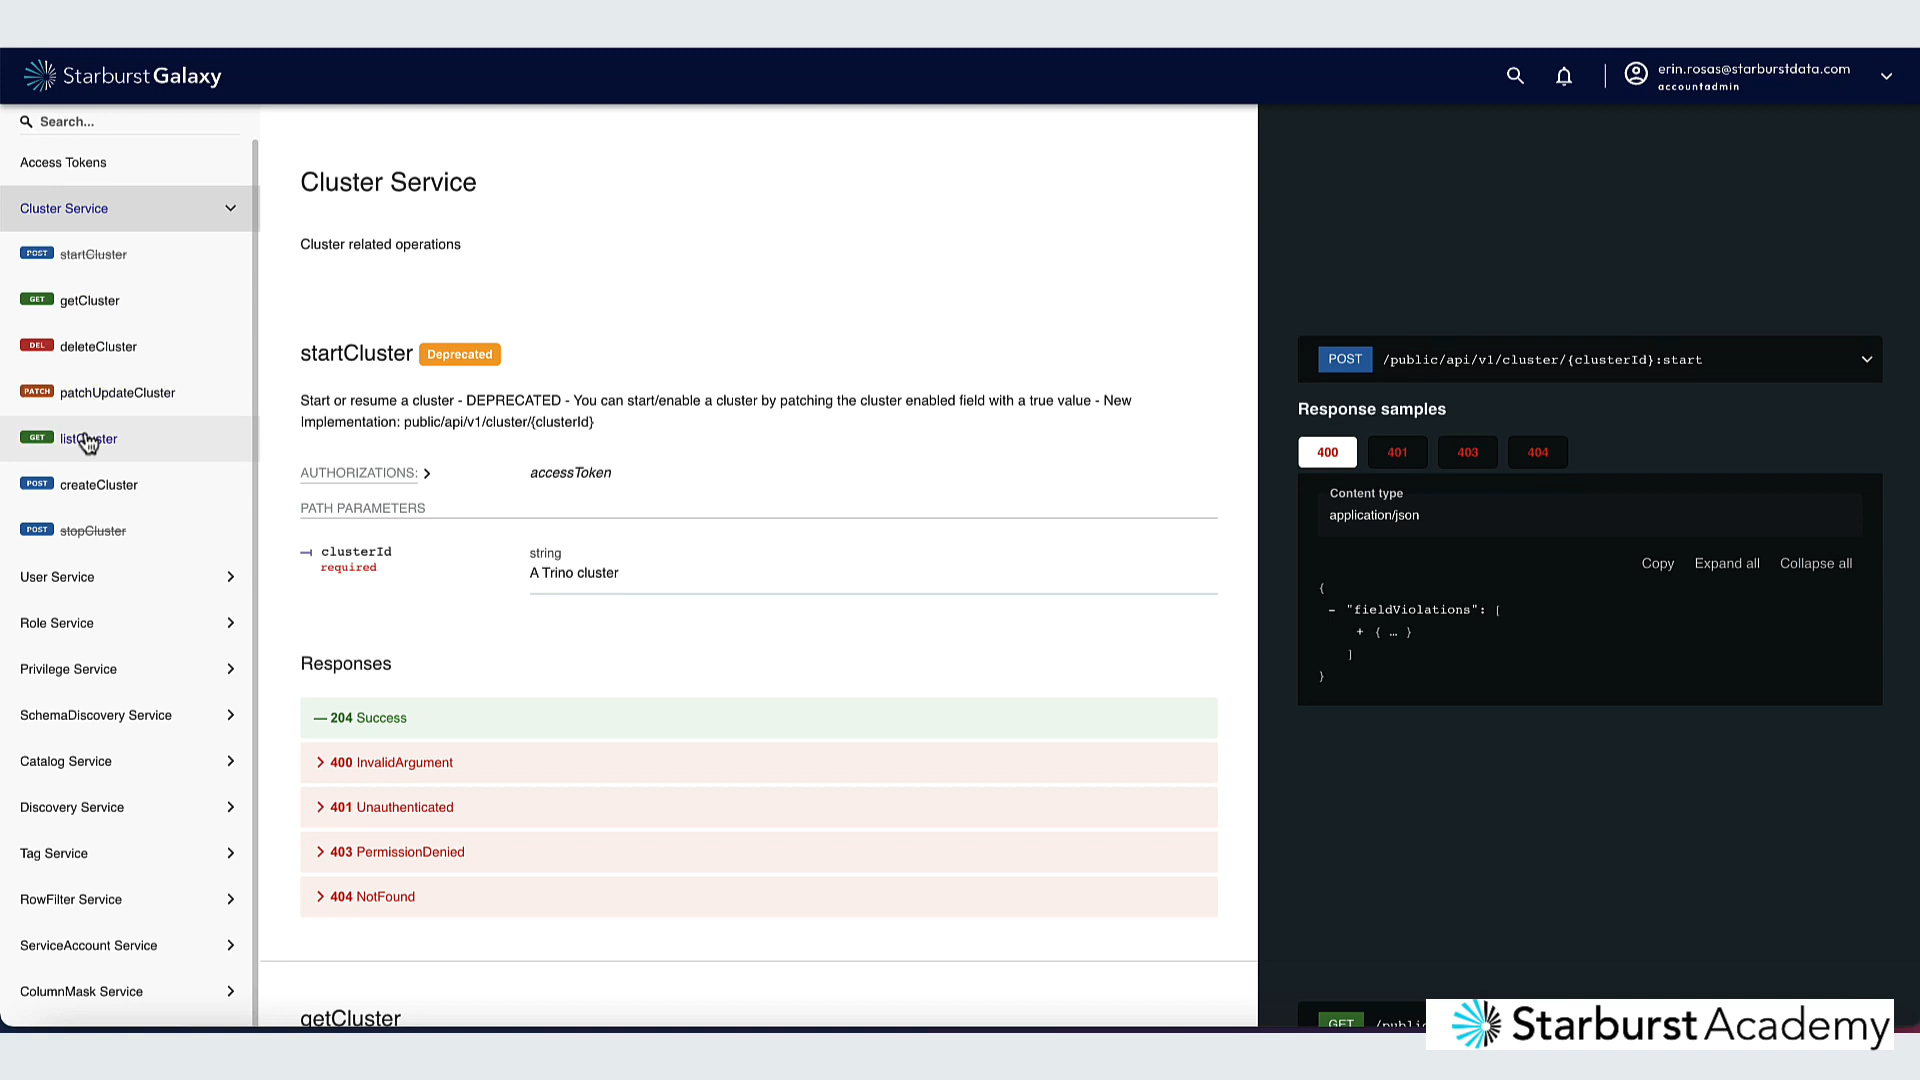 Starburst Galaxy
erin.rosas@starburstdata.com
accountadmin
Search...
Access Tokens
Cluster Service
POST startCluster
GET getCluster
DEL deleteCluster
PATCH patchUpdateCluster
GET listCluster
POST createCluster
POST stopCluster
User Service
Role Service
Privilege Service
SchemaDiscovery Service
Catalog Service
Discovery Service
Tag Service
RowFilter Service
ServiceAccount Service
ColumnMask Service
Cluster Service
Cluster related operations
startCluster Deprecated
Start or resume a cluster - DEPRECATED - You can start/enable a cluster by patching the cluster enabled field with a true value - New
Implementation: public/api/v1/cluster/{clusterId}
AUTHORIZATIONS: accessToken
PATH PARAMETERS
clusterId string
required A Trino cluster
Responses
— 204 Success
400 InvalidArgument
401 Unauthenticated
403 PermissionDenied
404 NotFound
getCluster
POST /public/api/v1/cluster/{clusterId}:start
Response samples
400 401 403 404
Content type
application/json
Copy Expand all Collapse all
{
- "fieldViolations": [
+ { … }
]
}
GET
Starburst Academy